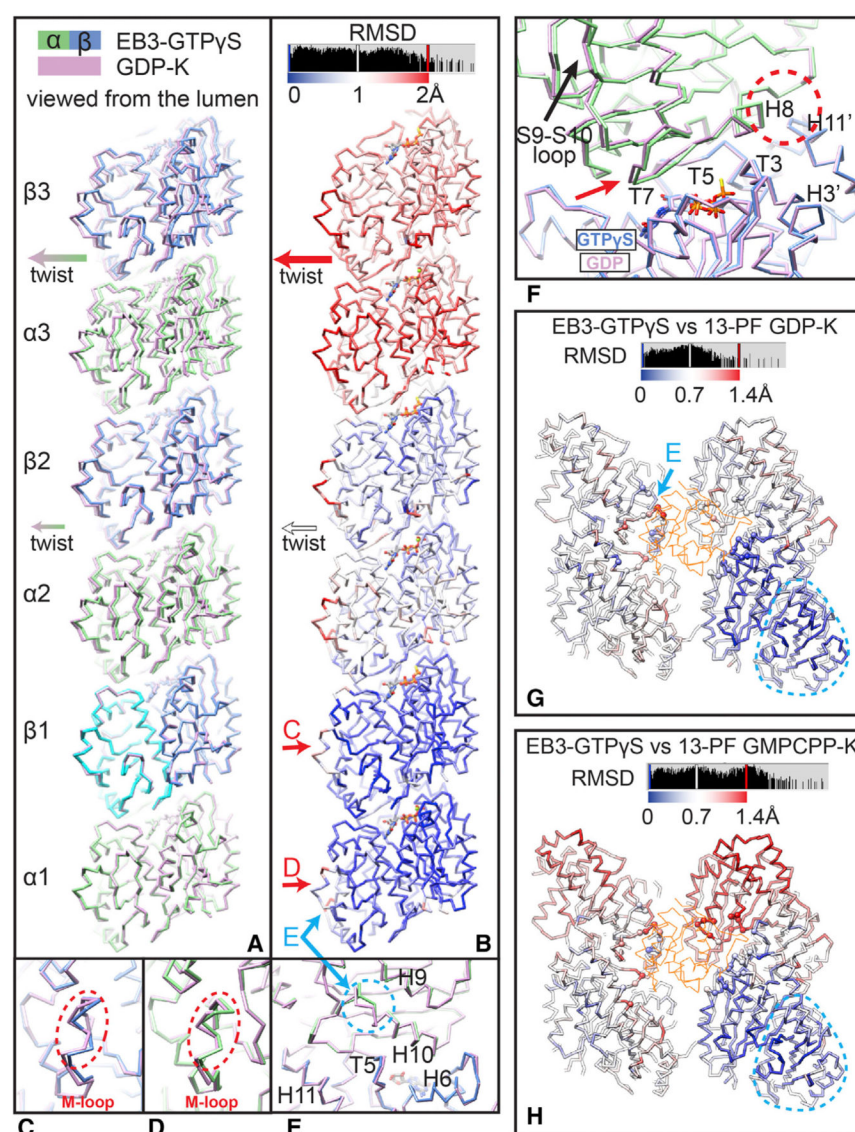 α β EB3-GTPγS
GDP-K
viewed from the lumen
β3
twist
α3
β2
twist
α2
β1
α1
A
RMSD
0 1 2Å
twist
twist
C
D
E
B
M-loop
C
M-loop
D
H9
T5
H10
H6
H11
E
S9-S10
loop
H8
H11'
T7
T5
T3
H3'
GTPγS
GDP
F
EB3-GTPγS vs 13-PF GDP-K
RMSD
0 0.7 1.4Å
E
G
EB3-GTPγS vs 13-PF GMPCPP-K
RMSD
0 0.7 1.4Å
H